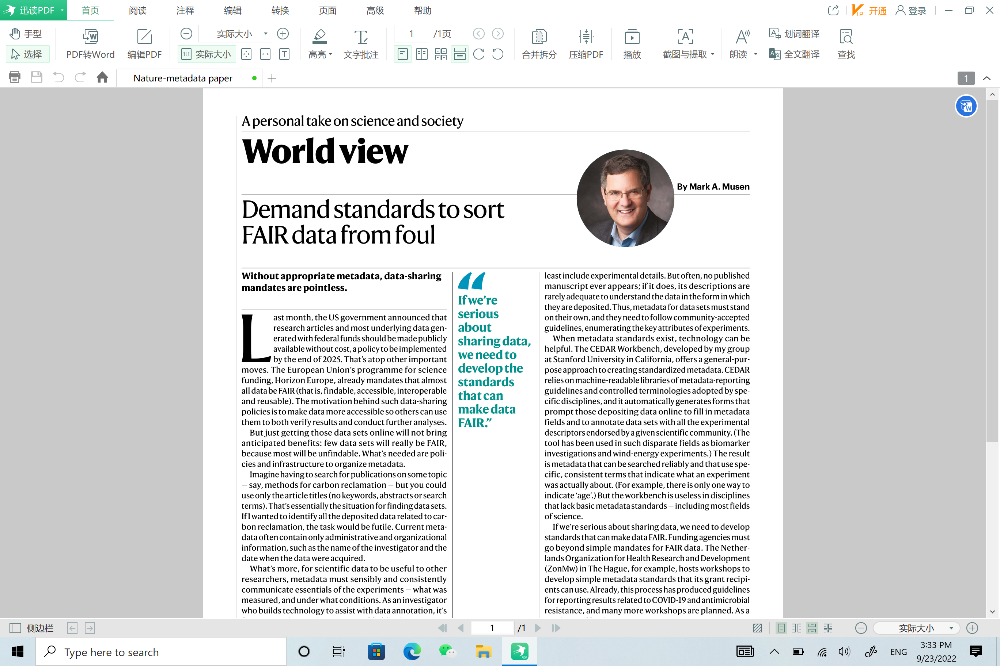 迅读PDF
首页
阅读
注释
编辑
转换
页面
高级
帮助
VIP 开通
登录
手型
选择
PDF转Word
编辑PDF
实际大小
1:1 实际大小
高亮
文字批注
1 /1页
合并拆分
压缩PDF
播放
截图与提取
朗读
划词翻译
全文翻译
查找
Nature-metadata paper
1
A personal take on science and society
World view
By Mark A. Musen
Demand standards to sort
FAIR data from foul
Without appropriate metadata, data-sharing
mandates are pointless.
Last month, the US government announced that
research articles and most underlying data gen-
erated with federal funds should be made publicly
available without cost, a policy to be implemented
by the end of 2025. That’s atop other important
moves. The European Union’s programme for science
funding, Horizon Europe, already mandates that almost
all data be FAIR (that is, findable, accessible, interoperable
and reusable). The motivation behind such data-sharing
policies is to make data more accessible so others can use
them to both verify results and conduct further analyses.
But just getting those data sets online will not bring
anticipated benefits: few data sets will really be FAIR,
because most will be unfindable. What’s needed are poli-
cies and infrastructure to organize metadata.
Imagine having to search for publications on some topic
— say, methods for carbon reclamation — but you could
use only the article titles (no keywords, abstracts or search
terms). That’s essentially the situation for finding data sets.
If I wanted to identify all the deposited data related to car-
bon reclamation, the task would be futile. Current meta-
data often contain only administrative and organizational
information, such as the name of the investigator and the
date when the data were acquired.
What’s more, for scientific data to be useful to other
researchers, metadata must sensibly and consistently
communicate essentials of the experiments — what was
measured, and under what conditions. As an investigator
who builds technology to assist with data annotation, it’s
“
If we’re
serious
about
sharing data,
we need to
develop the
standards
that can
make data
FAIR.”
least include experimental details. But often, no published
manuscript ever appears; if it does, its descriptions are
rarely adequate to understand the data in the form in which
they are deposited. Thus, metadata for data sets must stand
on their own, and they need to follow community-accepted
guidelines, enumerating the key attributes of experiments.
When metadata standards exist, technology can be
helpful. The CEDAR Workbench, developed by my group
at Stanford University in California, offers a general-pur-
pose approach to creating standardized metadata. CEDAR
relies on machine-readable libraries of metadata-reporting
guidelines and controlled terminologies adopted by spe-
cific disciplines, and it automatically generates forms that
prompt those depositing data online to fill in metadata
fields and to annotate data sets with all the experimental
descriptors endorsed by a given scientific community. (The
tool has been used in such disparate fields as biomarker
investigations and wind-energy experiments.) The result
is metadata that can be searched reliably and that use spe-
cific, consistent terms that indicate what an experiment
was actually about. (For example, there is only one way to
indicate ‘age’.) But the workbench is useless in disciplines
that lack basic metadata standards — including most fields
of science.
If we’re serious about sharing data, we need to develop
standards that can make data FAIR. Funding agencies must
go beyond simple mandates for FAIR data. The Nether-
lands Organization for Health Research and Development
(ZonMw) in The Hague, for example, hosts workshops to
develop simple metadata standards that its grant recipi-
ents can use. Already, this process has produced guidelines
for reporting results related to COVID-19 and antimicrobial
resistance, and many more workshops are planned. As a
侧边栏
1 /1
实际大小
Type here to search
ENG
3:33 PM
9/23/2022